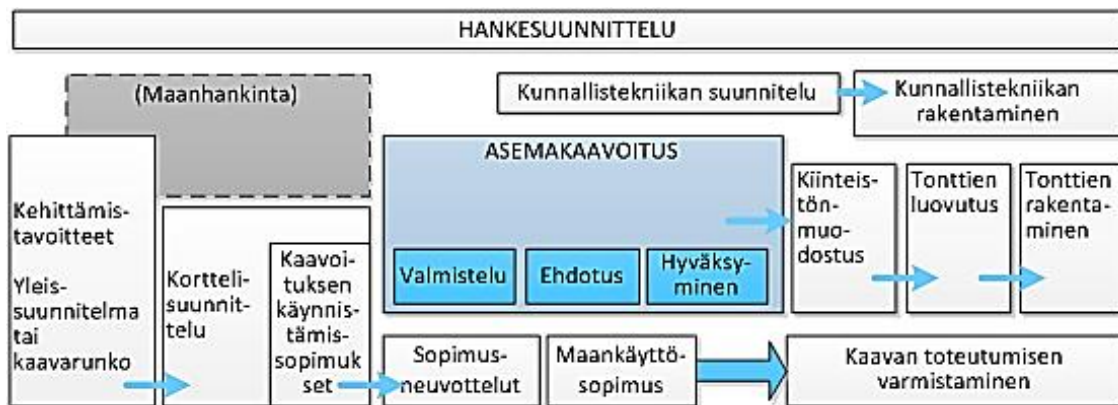 HANKESUUNNITTELU
(Maanhankinta)
Kunnallistekniikan suunnitelu
Kunnallistekniikan
rakentaminen
Kehittämis-
tavoitteet
Yleis-
suunnitelma
tai
kaavarunko
Kortteli-
suunnit-
telu
Kaavoi-
tuksen
käynnis-
tämis-
sopimuk
set
ASEMAKAAVOITUS
Valmistelu
Ehdotus
Hyväksy-
minen
Kiinteis-
tön-
muo-
dostus
Tonttien
luovutus
Tonttien
rakenta-
minen
Sopimus-
neuvottelut
Maankäyttö-
sopimus
Kaavan toteutumisen
varmistaminen